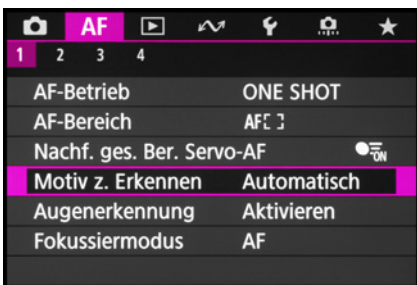 AF
1 2 3 4
AF-Betrieb ONE SHOT
AF-Bereich AF[ ]
Nachf. ges. Ber. Servo-AF ON
Motiv z. Erkennen Automatisch
Augenerkennung Aktivieren
Fokussiermodus AF